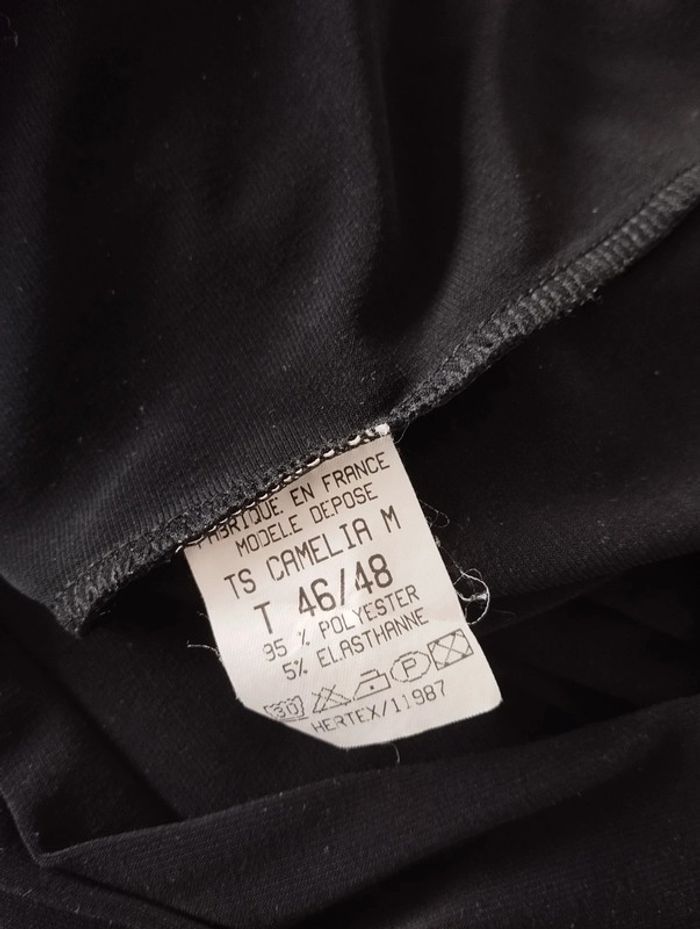 FABRIQUE EN FRANCE
MODELE DEPOSE
TS CAMELIA M
T 46/48
95 % POLYESTER
5% ELASTHANNE
30 P
HERTEX/11987